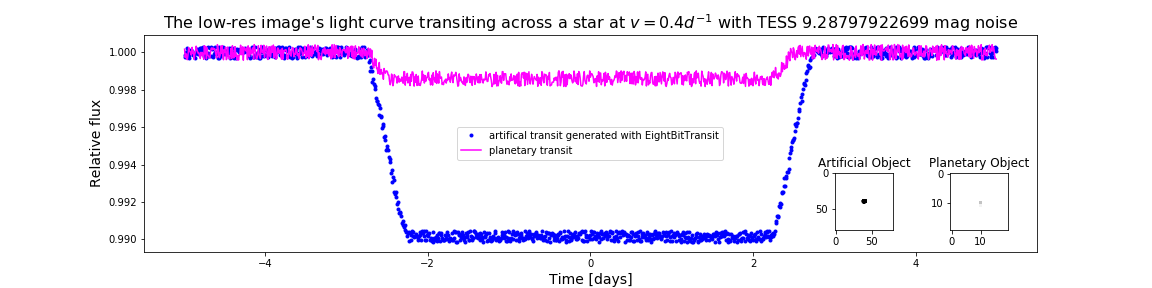 The low-res image's light curve transiting across a star at v = 0.4d⁻¹ with TESS 9.28797922699 mag noise
Relative flux
1.000
0.998
0.996
0.994
0.992
0.990
artifical transit generated with EightBitTransit
planetary transit
Artificial Object
0
50
0
50
Planetary Object
0
10
0
10
−4
−2
0
2
4
Time [days]